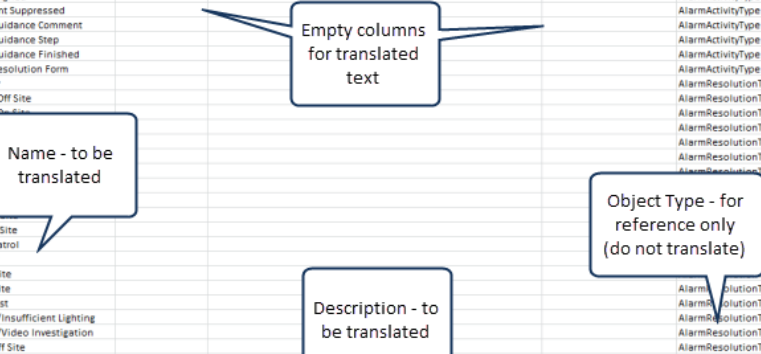 nt Suppressed
AlarmActivityType
uidance Comment
AlarmActivityType
uidance Step
AlarmActivityType
uidance Finished
AlarmActivityType
esolution Form
AlarmActivityType
Empty columns
for translated
text
AlarmResolutionT
Off Site
AlarmResolutionT
On Site
AlarmResolutionT
AlarmResolutionT
AlarmResolutionT
AlarmResolutionT
AlarmResolutionT
Name - to be
translated
Object Type - for
reference only
(do not translate)
Site
atrol
ite
ite
AlarmResolutionT
st
AlarmResolutionT
/Insufficient Lighting
AlarmResolutionT
/Video Investigation
AlarmResolutionT
ff Site
AlarmResolutionT
Description - to
be translated